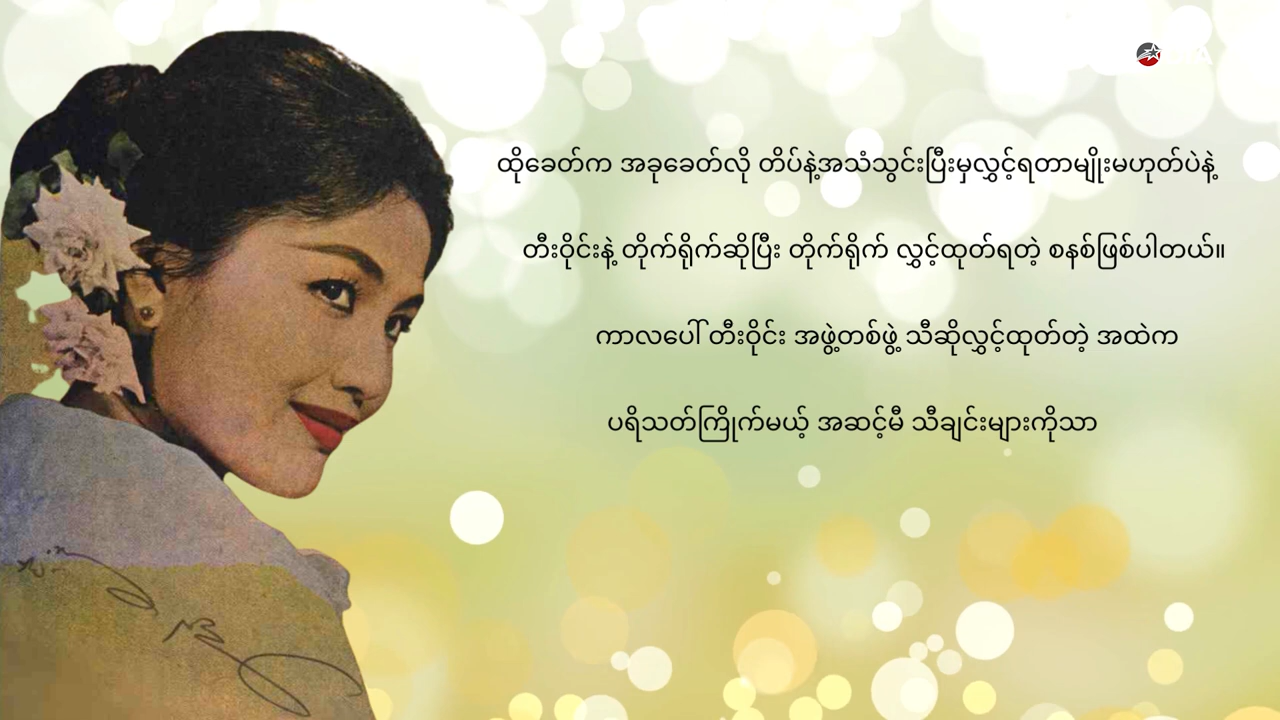 ထိုခေတ်က အခုခေတ်လို တိပ်နဲ့အသံသွင်းပြီးမှလွှင့်ရတာမျိုးမဟုတ်ပဲနဲ့
တီးဝိုင်းနဲ့ တိုက်ရိုက်ဆိုပြီး တိုက်ရိုက် လွှင့်ထုတ်ရတဲ့ စနစ်ဖြစ်ပါတယ်။
ကာလပေါ် တီးဝိုင်း အဖွဲ့တစ်ဖွဲ့ သီဆိုလွှင့်ထုတ်တဲ့ အထဲက
ပရိသတ်ကြိုက်မယ့် အဆင့်မီ သီချင်းများကိုသာ